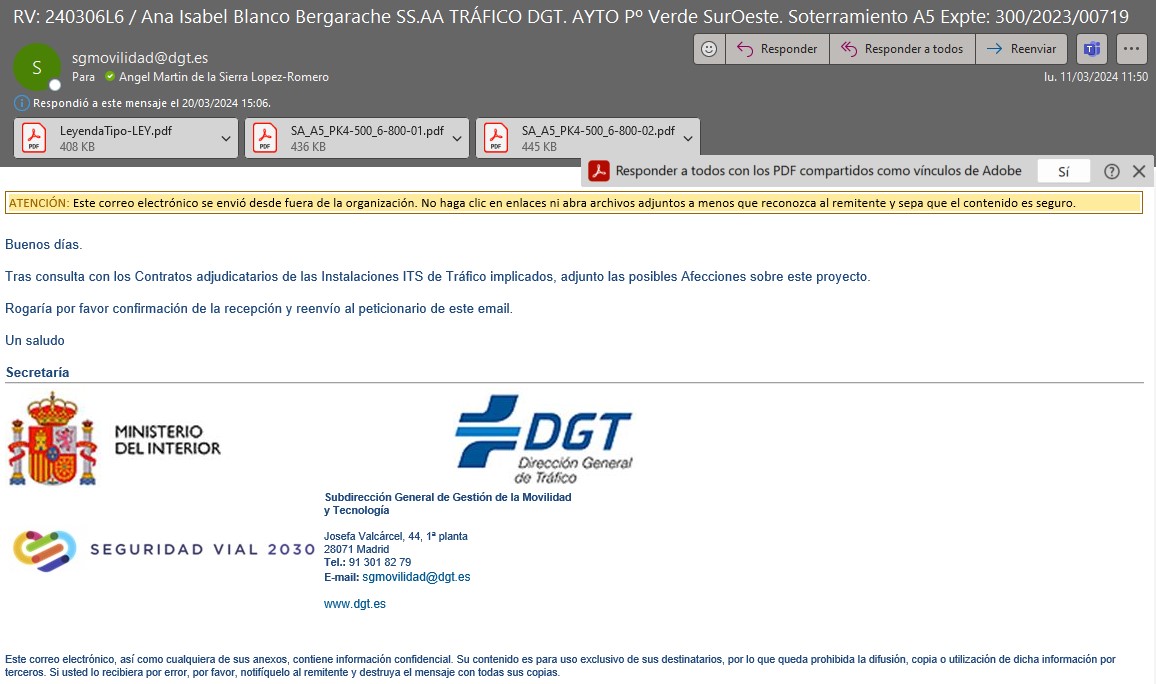 RV: 240306L6 / Ana Isabel Blanco Bergarache SS.AA TRÁFICO DGT. AYTO Pº Verde SurOeste. Soterramiento A5 Expte: 300/2023/00719
S
sgmovilidad@dgt.es
Para Angel Martin de la Sierra Lopez-Romero
Responder
Responder a todos
Reenviar
lu. 11/03/2024 11:50
Respondió a este mensaje el 20/03/2024 15:06.
PDF
LeyendaTipo-LEY.pdf
408 KB
PDF
SA_A5_PK4-500_6-800-01.pdf
436 KB
PDF
SA_A5_PK4-500_6-800-02.pdf
445 KB
Responder a todos con los PDF compartidos como vínculos de Adobe
Sí
ATENCIÓN: Este correo electrónico se envió desde fuera de la organización. No haga clic en enlaces ni abra archivos adjuntos a menos que reconozca al remitente y sepa que el contenido es seguro.
Buenos días.
Tras consulta con los Contratos adjudicatarios de las Instalaciones ITS de Tráfico implicados, adjunto las posibles Afecciones sobre este proyecto.
Rogaría por favor confirmación de la recepción y reenvío al peticionario de este email.
Un saludo
Secretaría
MINISTERIO
DEL INTERIOR
DGT
Dirección General
de Tráfico
Subdirección General de Gestión de la Movilidad
y Tecnología
SEGURIDAD VIAL 2030
Josefa Valcárcel, 44, 1ª planta
28071 Madrid
Tel.: 91 301 82 79
E-mail: sgmovilidad@dgt.es
www.dgt.es
Este correo electrónico, así como cualquiera de sus anexos, contiene información confidencial. Su contenido es para uso exclusivo de sus destinatarios, por lo que queda prohibida la difusión, copia o utilización de dicha información por
terceros. Si usted lo recibiera por error, por favor, notifíquelo al remitente y destruya el mensaje con todas sus copias.